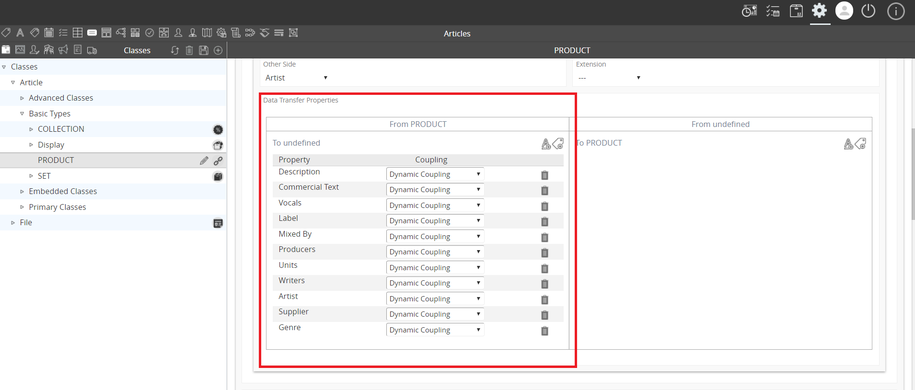 Articles
Classes
PRODUCT
Classes
Article
Advanced Classes
Basic Types
COLLECTION
Display
PRODUCT
SET
Embedded Classes
Primary Classes
File
Other Side
Extension
Artist
---
Data Transfer Properties
From PRODUCT
From undefined
To undefined
To PRODUCT
Property Coupling
Description Dynamic Coupling
Commercial Text Dynamic Coupling
Vocals Dynamic Coupling
Label Dynamic Coupling
Mixed By Dynamic Coupling
Producers Dynamic Coupling
Units Dynamic Coupling
Writers Dynamic Coupling
Artist Dynamic Coupling
Supplier Dynamic Coupling
Genre Dynamic Coupling